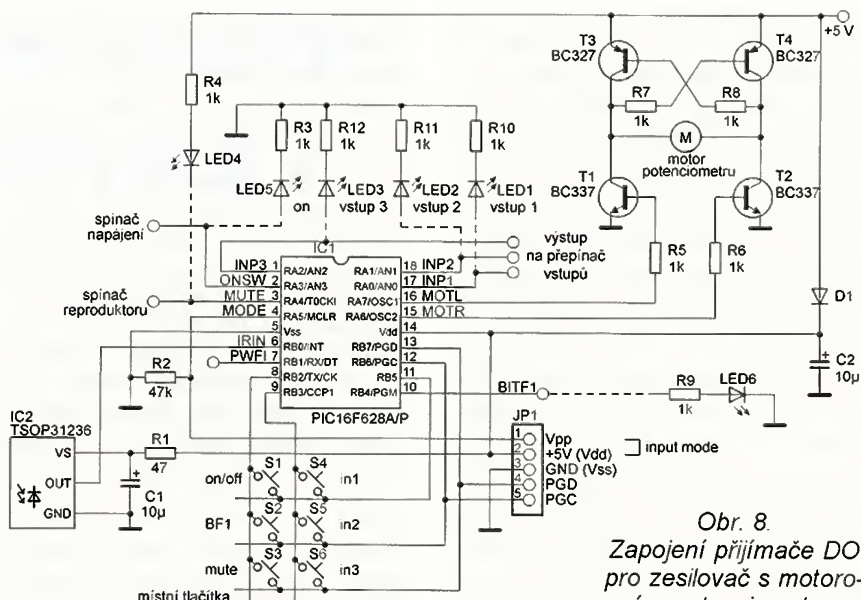 +5 V
T3
BC327
T4
BC327
R4
1k
R3
1k
R12
1k
R11
1k
R10
1k
R7
1k
R8
1k
M
motor
potenciometru
LED4
LED5
on
LED3
vstup 3
LED2
vstup 2
LED1
vstup 1
T1
BC337
T2
BC337
spínač
napájení
výstup
na přepínač
vstupů
R5
1k
R6
1k
IC1
INP3 1 RA2/AN2 RA1/AN1 18 INP2
ONSW 2 RA3/AN3 RA0/AN0 17 INP1
MUTE 3 RA4/T0CKI RA7/OSC1 16 MOTL
MODE 4 RA5/MCLR RA6/OSC2 15 MOTR
5 Vss Vdd 14
IRIN 6 RB0/INT RB7/PGD 13
PWFI 7 RB1/RX/DT RB6/PGC 12
8 RB2/TX/CK RB5 11
9 RB3/CCP1 RB4/PGM 10
PIC16F628A/P
spínač
reproduktoru
D1
C2
10µ
R2
47k
BITF1
R9
1k
LED6
IC2
TSOP31236
VS
OUT
GND
R1
47
C1
10µ
JP1
1 Vpp
2 +5V (Vdd)
3 GND (Vss)
4 PGD
5 PGC
input mode
on/off
S1
S4
in1
BF1
S2
S5
in2
mute
S3
S6
in3
místní tlačítka
Obr. 8.
Zapojení přijímače DO
pro zesilovač s motoro-